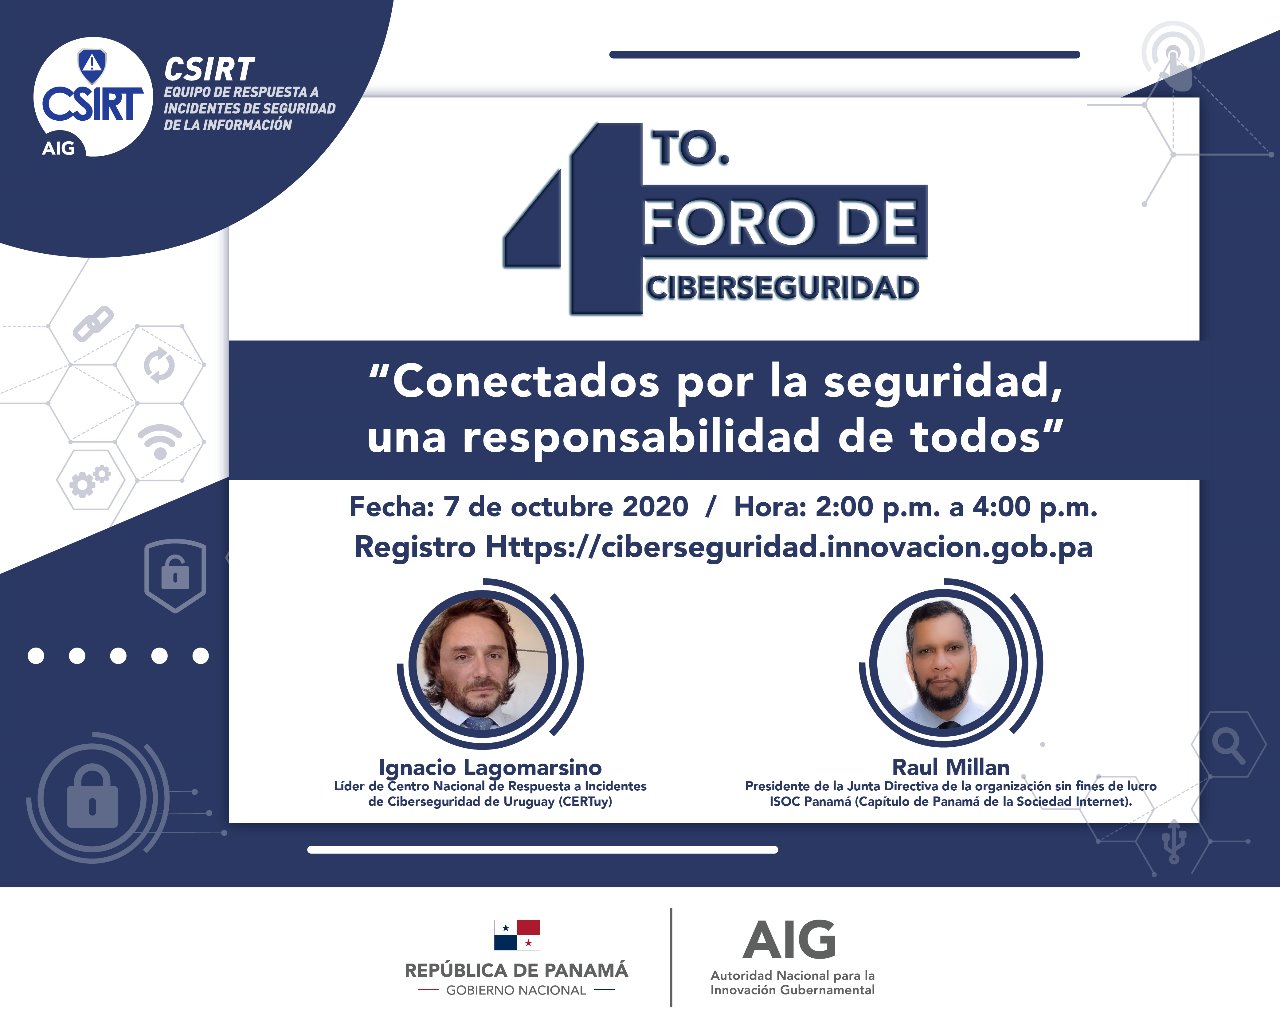 CSIRT
AIG
CSIRT
EQUIPO DE RESPUESTA A
INCIDENTES DE SEGURIDAD
DE LA INFORMACIÓN
4 TO.
FORO DE
CIBERSEGURIDAD
“Conectados por la seguridad,
una responsabilidad de todos”
Fecha: 7 de octubre 2020 / Hora: 2:00 p.m. a 4:00 p.m.
Registro Https://ciberseguridad.innovacion.gob.pa
Ignacio Lagomarsino
Líder de Centro Nacional de Respuesta a Incidentes
de Ciberseguridad de Uruguay (CERTuy)
Raul Millan
Presidente de la Junta Directiva de la organización sin fines de lucro
ISOC Panamá (Capítulo de Panamá de la Sociedad Internet).
REPÚBLICA DE PANAMÁ
GOBIERNO NACIONAL
AIG
Autoridad Nacional para la
Innovación Gubernamental